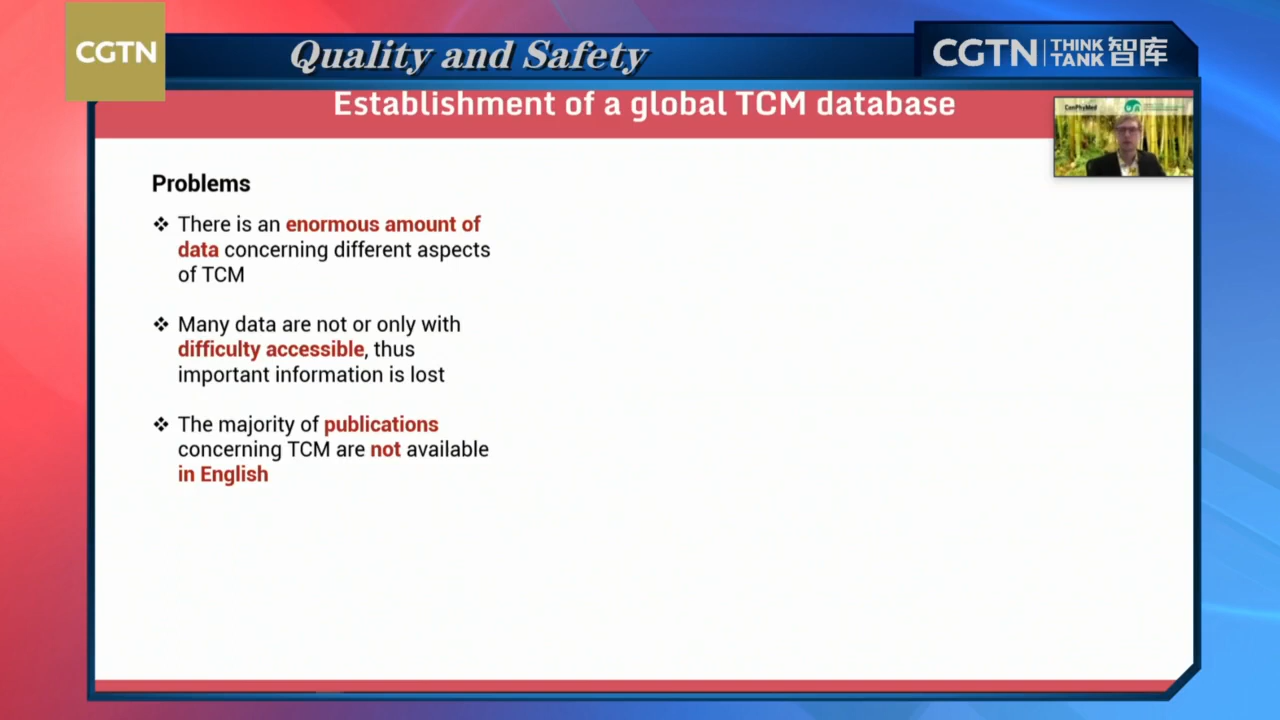 CGTN
Quality and Safety
CGTN THINK TANK 智库
Establishment of a global TCM database
Problems
❖ There is an enormous amount of
data concerning different aspects
of TCM
❖ Many data are not or only with
difficulty accessible, thus
important information is lost
❖ The majority of publications
concerning TCM are not available
in English